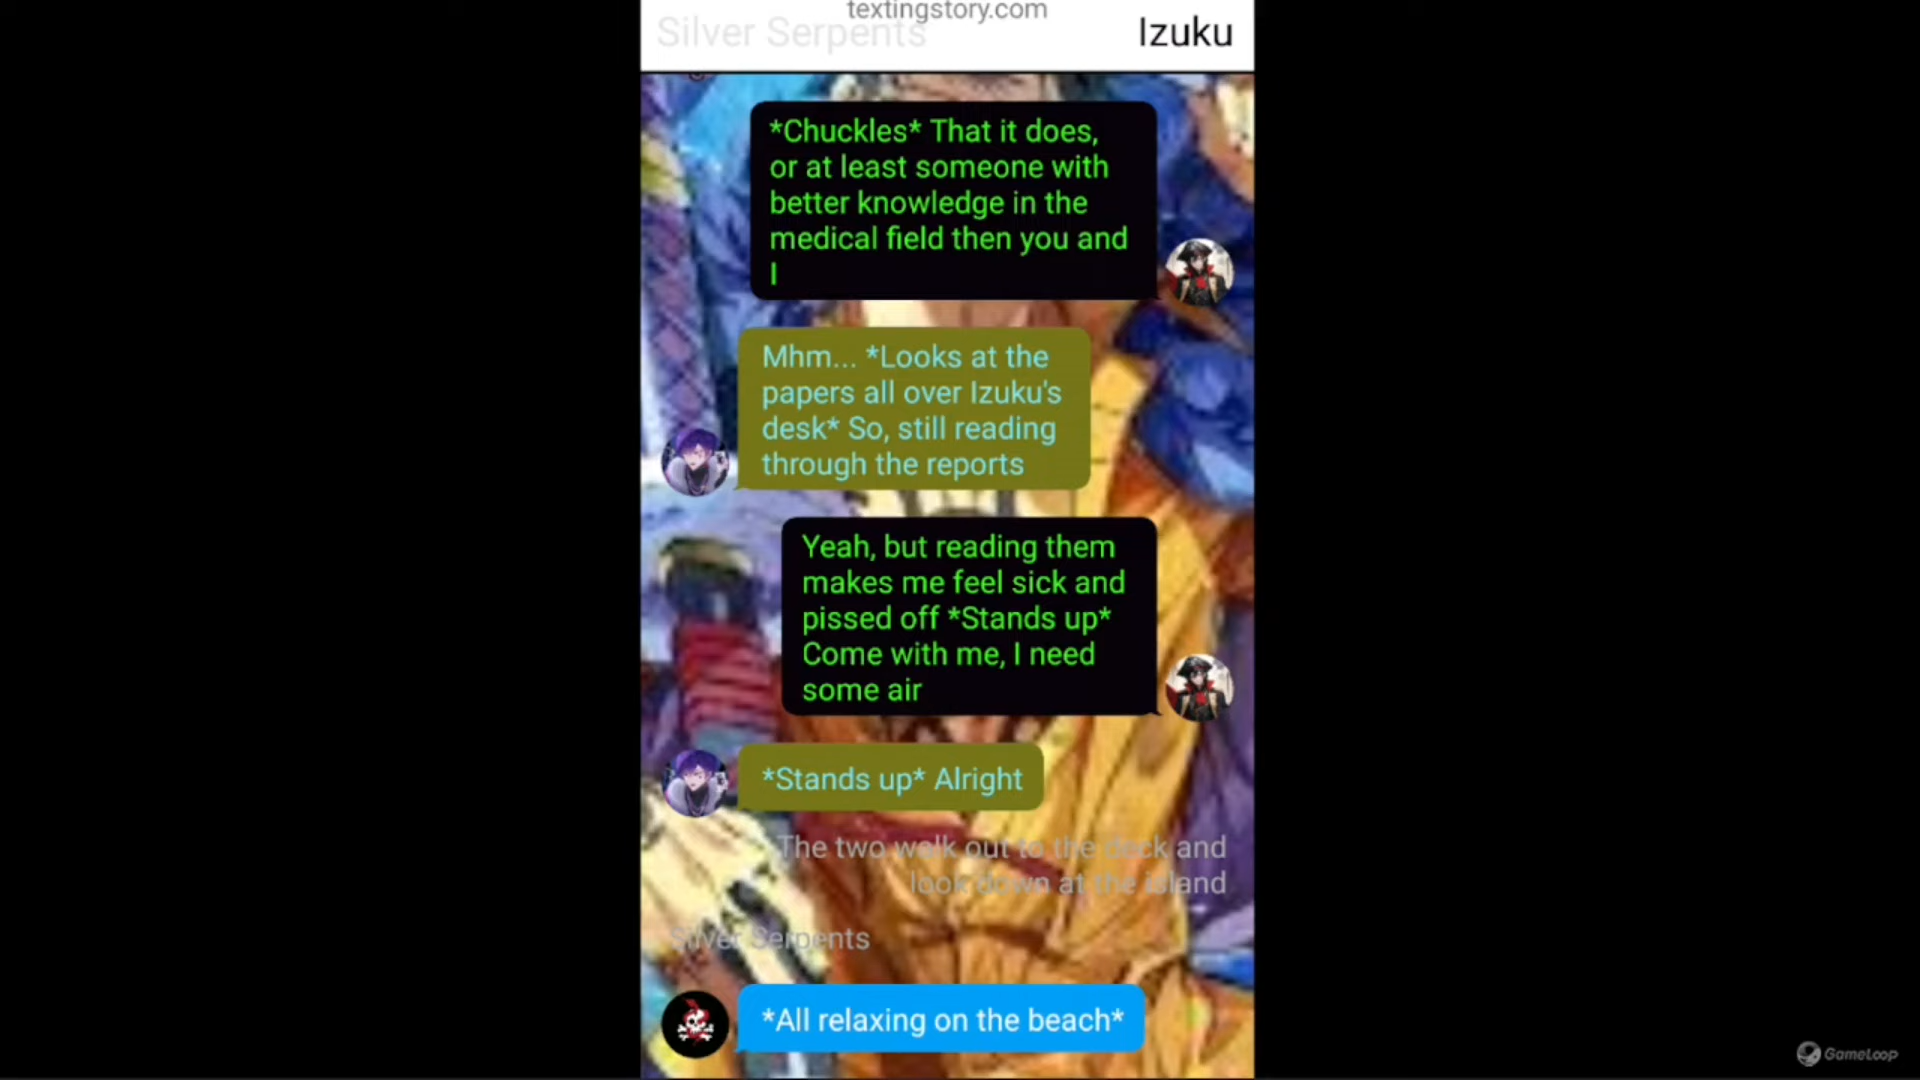 textingstory.com
Silver Serpents
Izuku
*Chuckles* That it does,
or at least someone with
better knowledge in the
medical field then you and
I
Mhm... *Looks at the
papers all over Izuku's
desk* So, still reading
through the reports
Yeah, but reading them
makes me feel sick and
pissed off *Stands up*
Come with me, I need
some air
*Stands up* Alright
The two walk out to the deck and
look down at the island
Silver Serpents
*All relaxing on the beach*
GameLoop